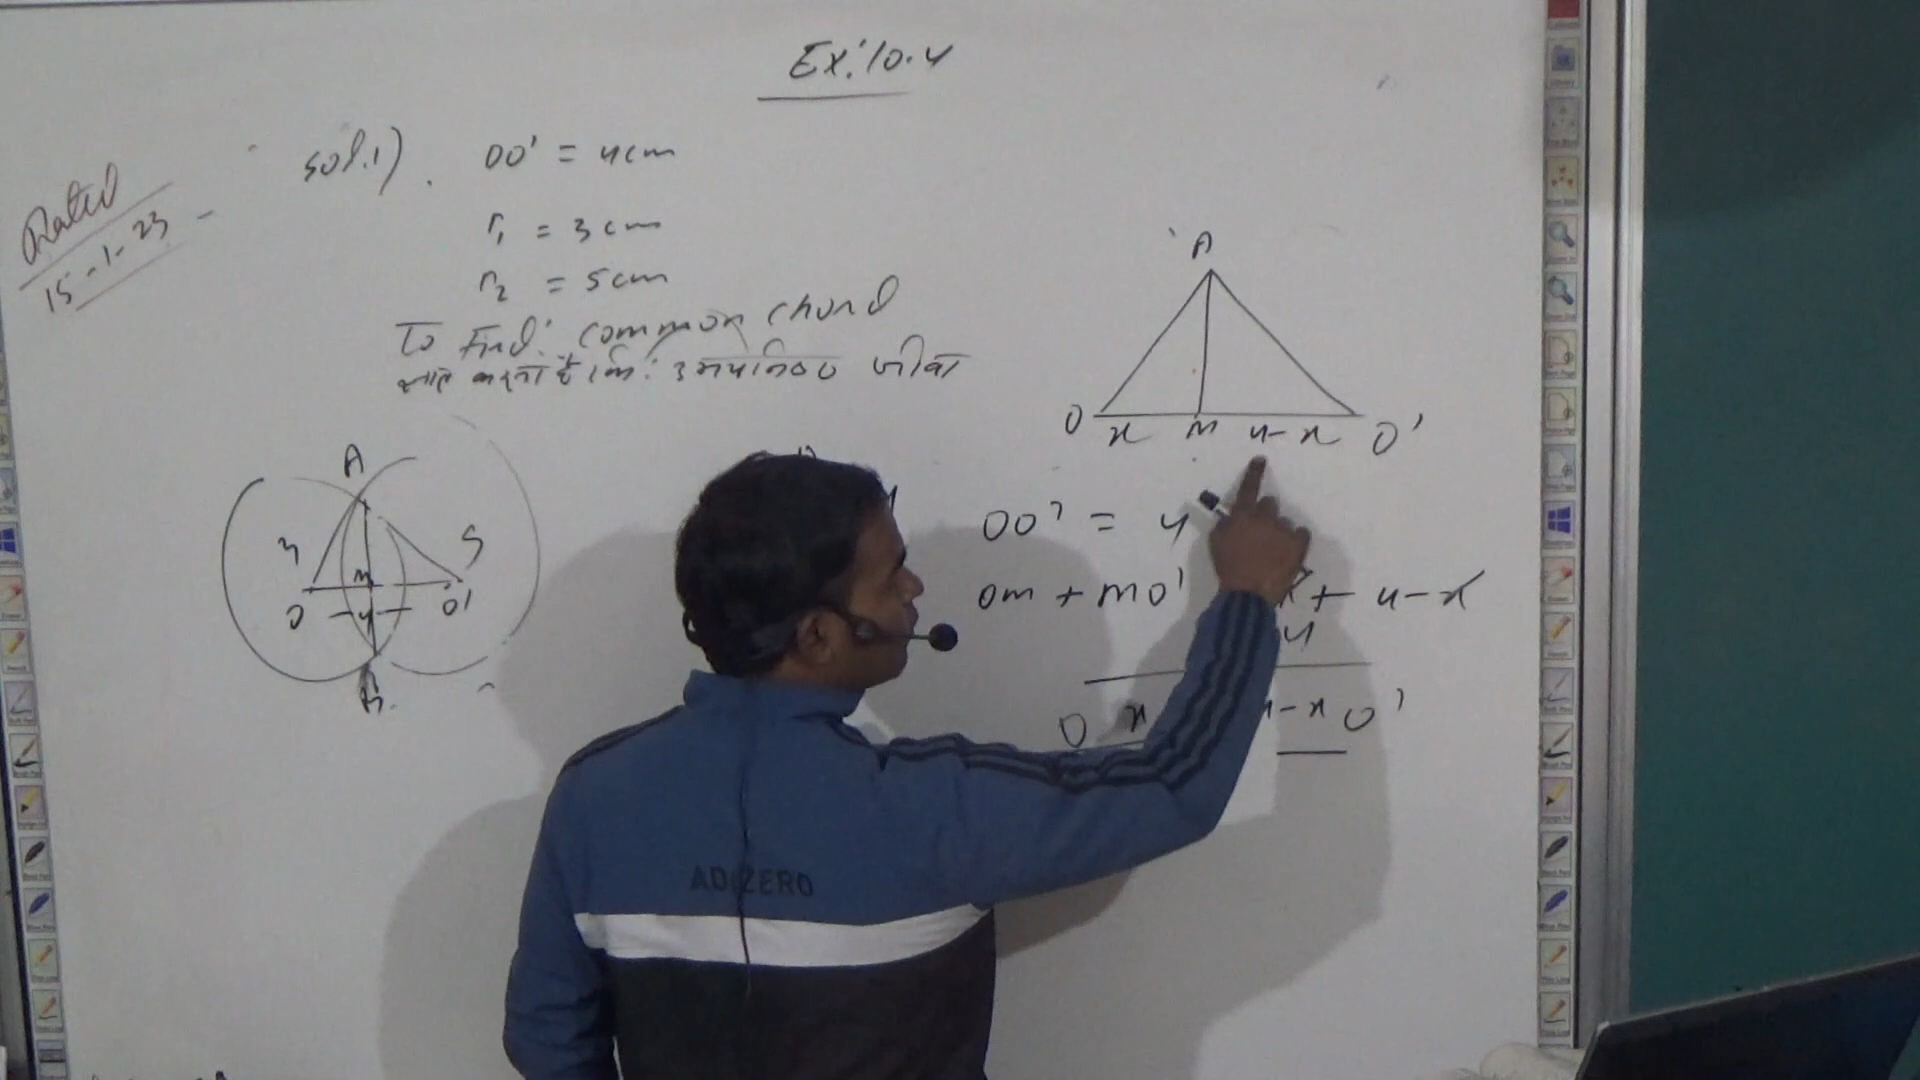 Ex: 10.4
Dated
15-1-23
Sol.1). OO' = 4cm
r₁ = 3cm
r₂ = 5cm
To Find: common chord
ज्ञात करना है कि: उभयनिष्ठ जीवा
A
3
5
M
O
4
O'
B
A
O x M 4-x O'
OO' = 4
OM + MO'
x + 4-x
4
O x 4-x O'
ADIZERO